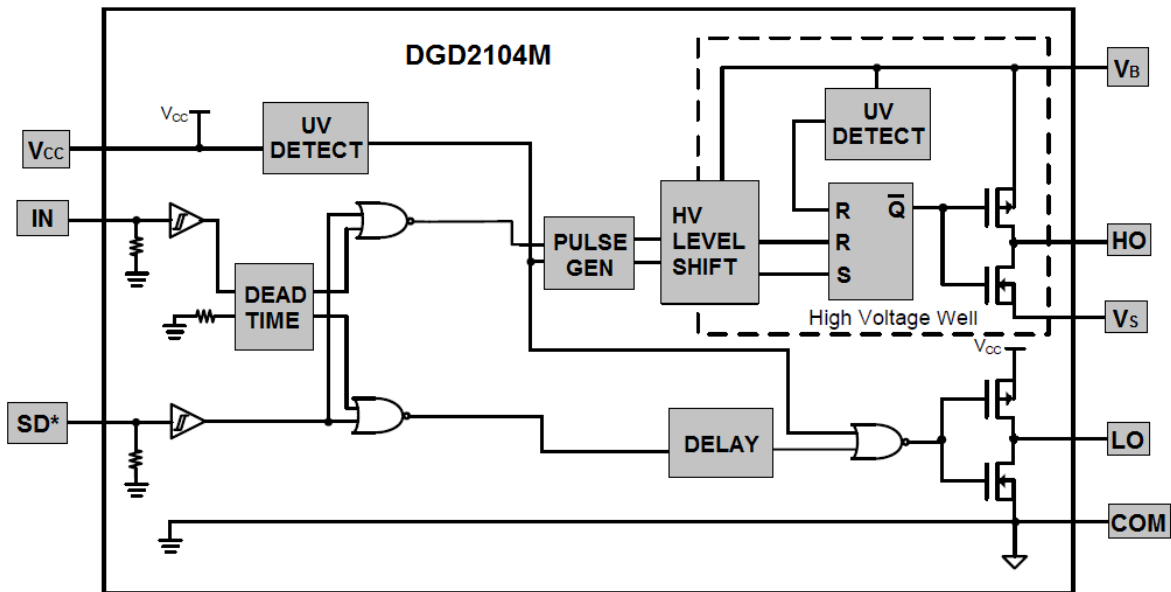 DGD2104M
VB
VCC
UV
DETECT
UV
DETECT
VCC
IN
HV
LEVEL
SHIFT
R
Q̅
R
S
PULSE
GEN
HO
DEAD
TIME
High Voltage Well
VS
VCC
SD*
DELAY
LO
COM